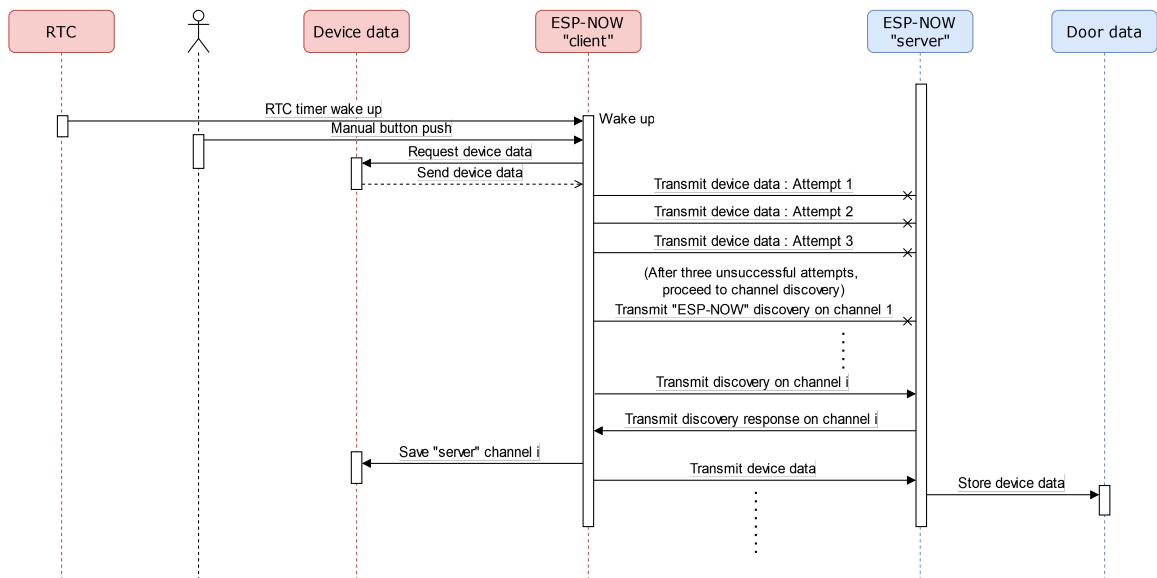 RTC
Device data
ESP-NOW
"client"
ESP-NOW
"server"
Door data
RTC timer wake up
Wake up
Manual button push
Request device data
Send device data
Transmit device data : Attempt 1
Transmit device data : Attempt 2
Transmit device data : Attempt 3
(After three unsuccessful attempts,
proceed to channel discovery)
Transmit "ESP-NOW" discovery on channel 1
Transmit discovery on channel i
Transmit discovery response on channel i
Save "server" channel i
Transmit device data
Store device data